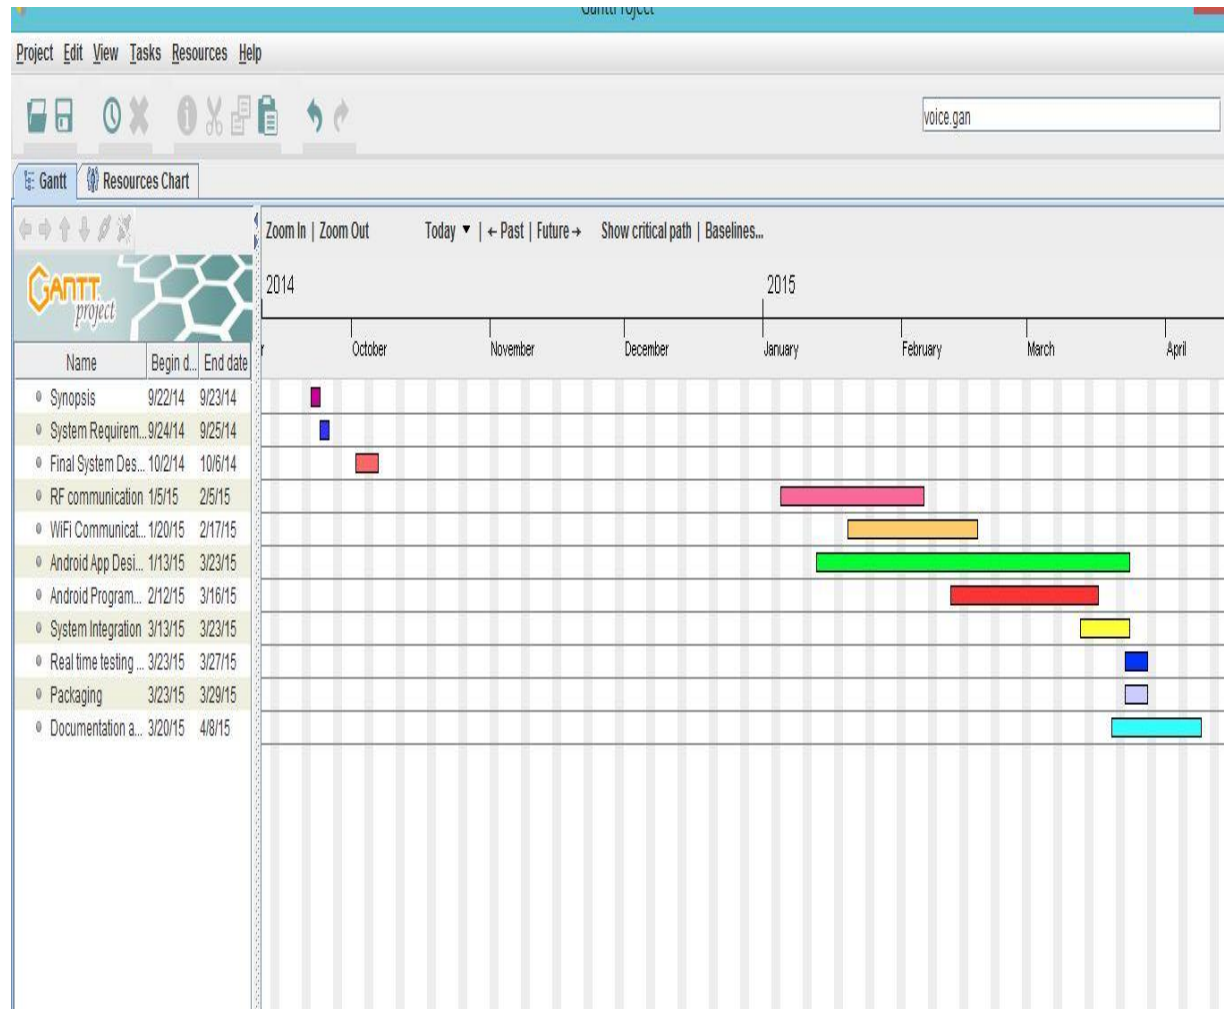 GanttProject
Project Edit View Tasks Resources Help
voice.gan
Gantt Resources Chart
Zoom In | Zoom Out Today ▼ | ← Past | Future → Show critical path | Baselines...
GANTT project
2014 2015
r October November December January February March April
Name Begin d... End date
Synopsis 9/22/14 9/23/14
System Requirem... 9/24/14 9/25/14
Final System Des... 10/2/14 10/6/14
RF communication 1/5/15 2/5/15
WiFi Communicat... 1/20/15 2/17/15
Android App Desi... 1/13/15 3/23/15
Android Program... 2/12/15 3/16/15
System Integration 3/13/15 3/23/15
Real time testing ... 3/23/15 3/27/15
Packaging 3/23/15 3/29/15
Documentation a... 3/20/15 4/8/15